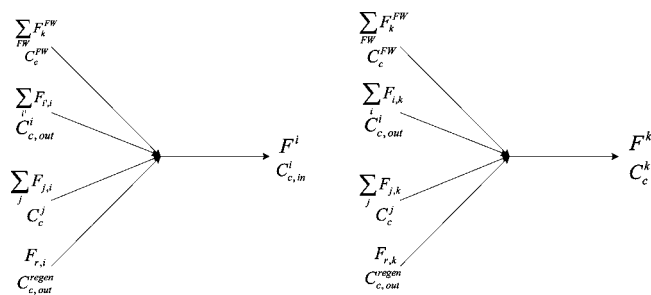 ∑_{FW} F_k^{FW}
C_c^{FW}
∑_{i'} F_{i',i}
C_{c,out}^{i}
∑_j F_{j,i}
C_c^j
F_{r,i}
C_{c,out}^{regen}
F^i
C_{c,in}^i
∑_{FW} F_k^{FW}
C_c^{FW}
∑_i F_{i,k}
C_{c,out}^i
∑_j F_{j,k}
C_c^j
F_{r,k}
C_{c,out}^{regen}
F^k
C_c^k